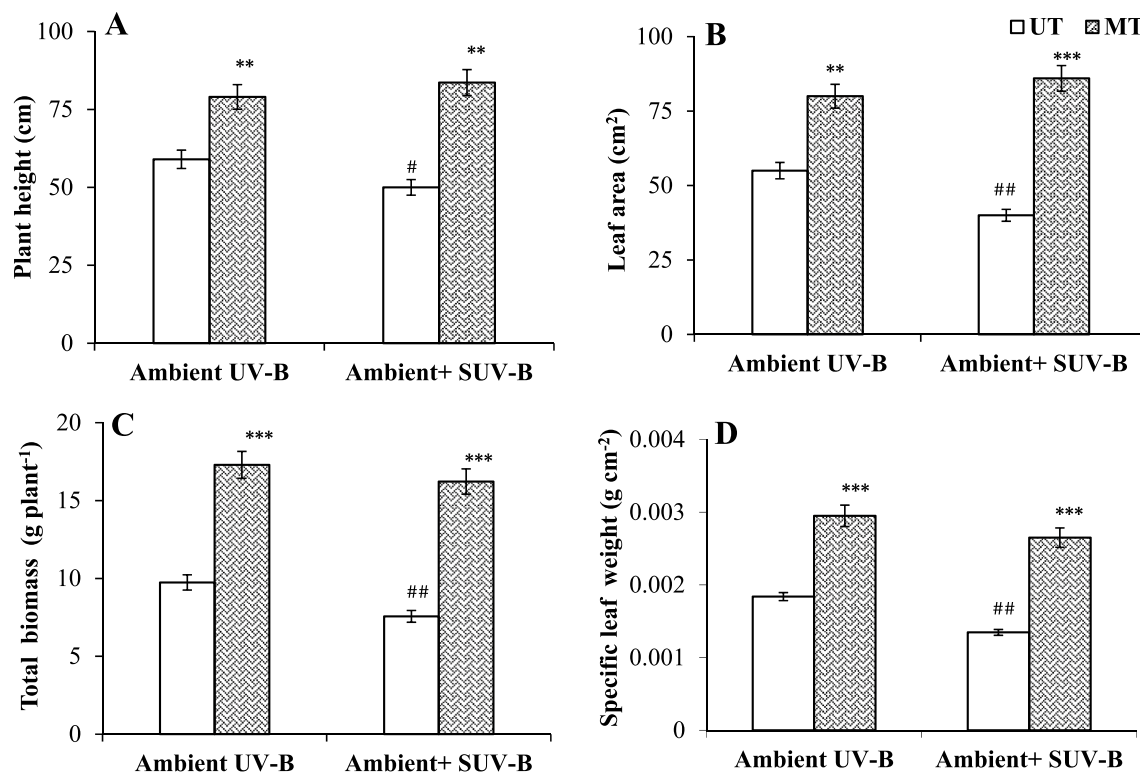 A
Plant height (cm)
100
75
50
25
0
**
#
**
Ambient UV-B
Ambient+ SUV-B
B
UT
MT
Leaf area (cm²)
100
75
50
25
0
**
##
***
Ambient UV-B
Ambient+ SUV-B
C
Total biomass (g plant⁻¹)
20
15
10
5
0
***
##
***
Ambient UV-B
Ambient+ SUV-B
D
Specific leaf weight (g cm⁻²)
0.004
0.003
0.002
0.001
0
***
##
***
Ambient UV-B
Ambient+ SUV-B